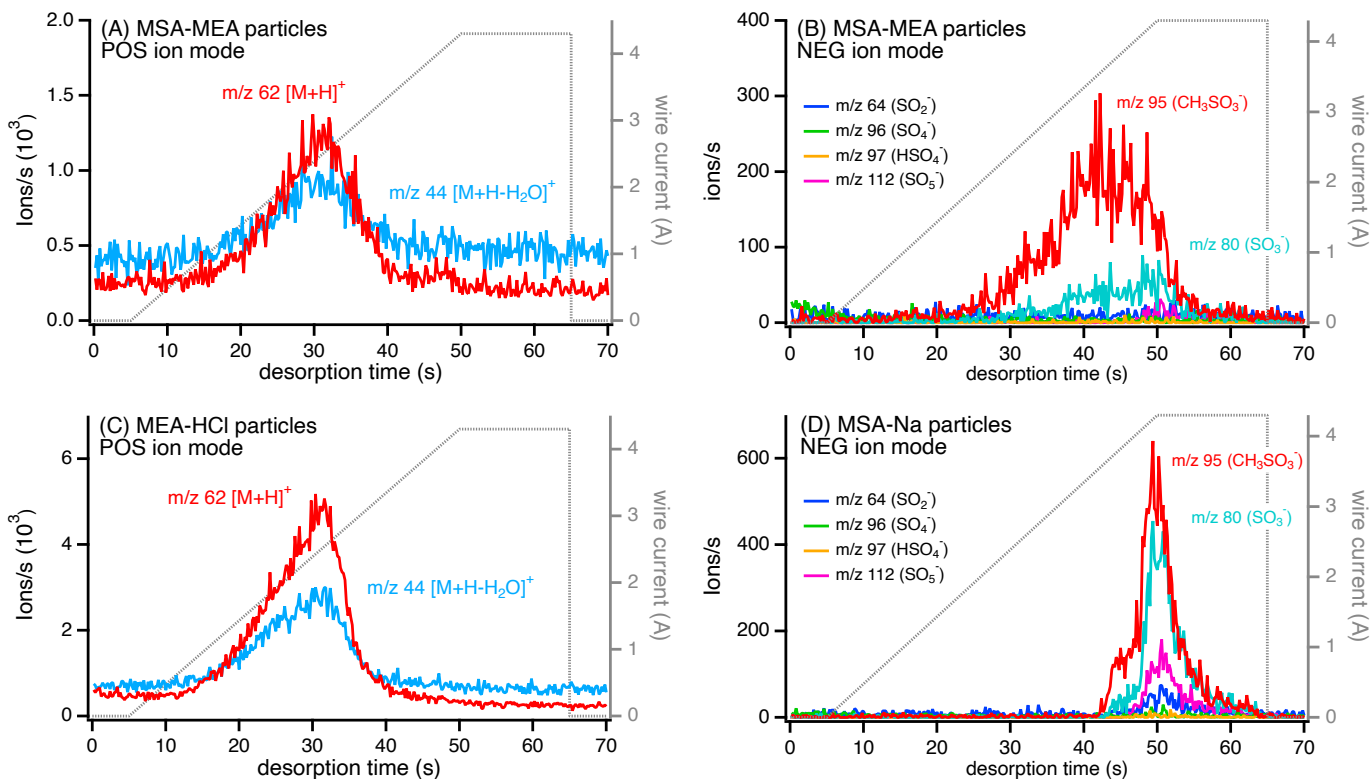 (A) MSA-MEA particles
POS ion mode
m/z 62 [M+H]⁺
m/z 44 [M+H-H₂O]⁺
2.0
1.5
1.0
0.5
0.0
Ions/s (10³)
0 10 20 30 40 50 60 70
desorption time (s)
4
3
2
1
0
wire current (A)
(B) MSA-MEA particles
NEG ion mode
m/z 64 (SO₂⁻)
m/z 96 (SO₄⁻)
m/z 97 (HSO₄⁻)
m/z 112 (SO₅⁻)
m/z 95 (CH₃SO₃⁻)
m/z 80 (SO₃⁻)
400
300
200
100
0
ions/s
0 10 20 30 40 50 60 70
desorption time (s)
4
3
2
1
0
wire current (A)
(C) MEA-HCl particles
POS ion mode
m/z 62 [M+H]⁺
m/z 44 [M+H-H₂O]⁺
6
4
2
0
Ions/s (10³)
0 10 20 30 40 50 60 70
desorption time (s)
4
3
2
1
0
wire current (A)
(D) MSA-Na particles
NEG ion mode
m/z 64 (SO₂⁻)
m/z 96 (SO₄⁻)
m/z 97 (HSO₄⁻)
m/z 112 (SO₅⁻)
m/z 95 (CH₃SO₃⁻)
m/z 80 (SO₃⁻)
600
400
200
0
Ions/s
0 10 20 30 40 50 60 70
desorption time (s)
4
3
2
1
0
wire current (A)